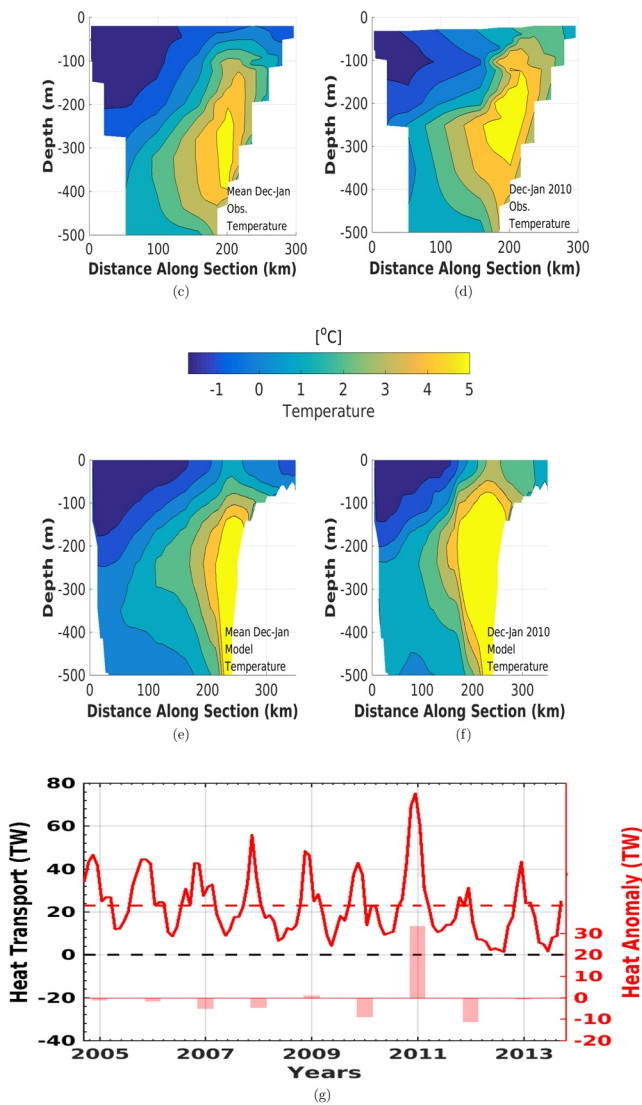 0
-100
-200
-300
-400
-500
Depth (m)
Mean Dec-Jan
Obs.
Temperature
0 100 200 300
Distance Along Section (km)
(c)
0
-100
-200
-300
-400
-500
Depth (m)
Dec-Jan 2010
Obs.
Temperature
0 100 200 300
Distance Along Section (km)
(d)
[°C]
-1 0 1 2 3 4 5
Temperature
0
-100
-200
-300
-400
-500
Depth (m)
Mean Dec-Jan
Model
Temperature
0 100 200 300
Distance Along Section (km)
(e)
0
-100
-200
-300
-400
-500
Depth (m)
Dec-Jan 2010
Model
Temperature
0 100 200 300
Distance Along Section (km)
(f)
80
60
40
20
0
-20
-40
Heat Transport (TW)
30
20
10
0
-10
-20
Heat Anomaly (TW)
2005 2007 2009 2011 2013
Years
(g)